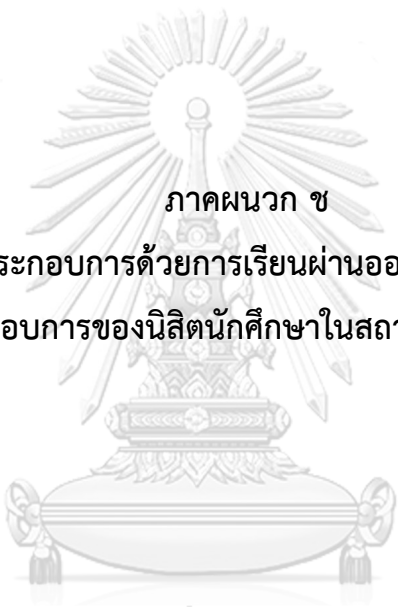 ภาคผนวก ช
ระกอบการด้วยการเรียนผ่านออ
อบการของนิสิตนักศึกษาในสถา